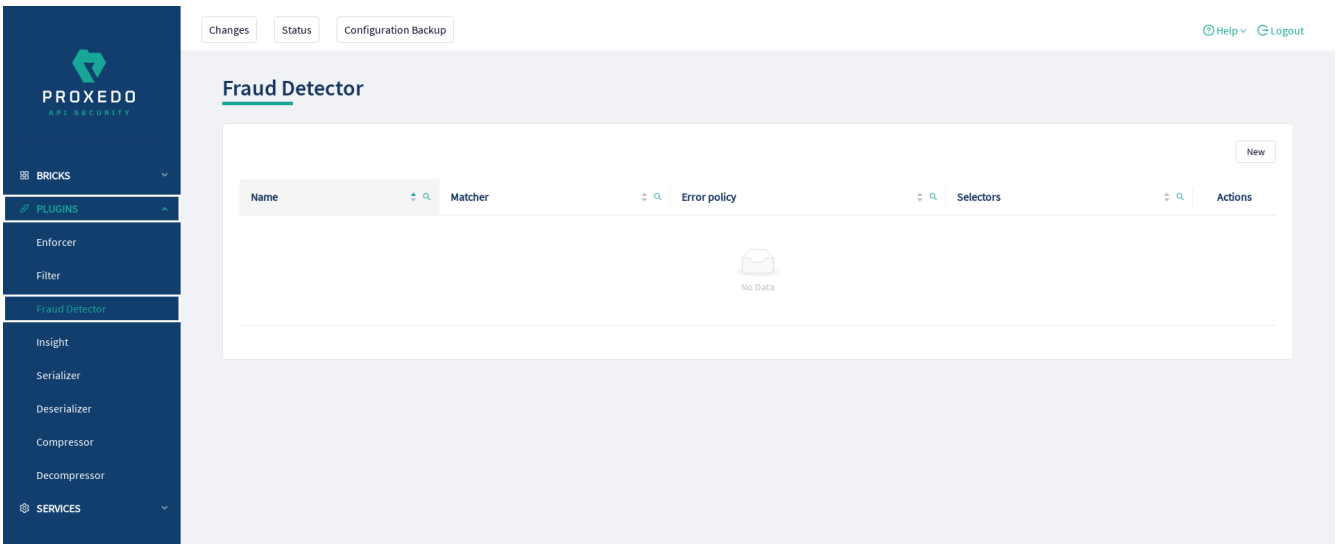 Changes Status Configuration Backup Help Logout
PROXEDO
API SECURITY
BRICKS
PLUGINS
Enforcer
Filter
Fraud Detector
Insight
Serializer
Deserializer
Compressor
Decompressor
SERVICES
Fraud Detector
New
Name Matcher Error policy Selectors Actions
No Data